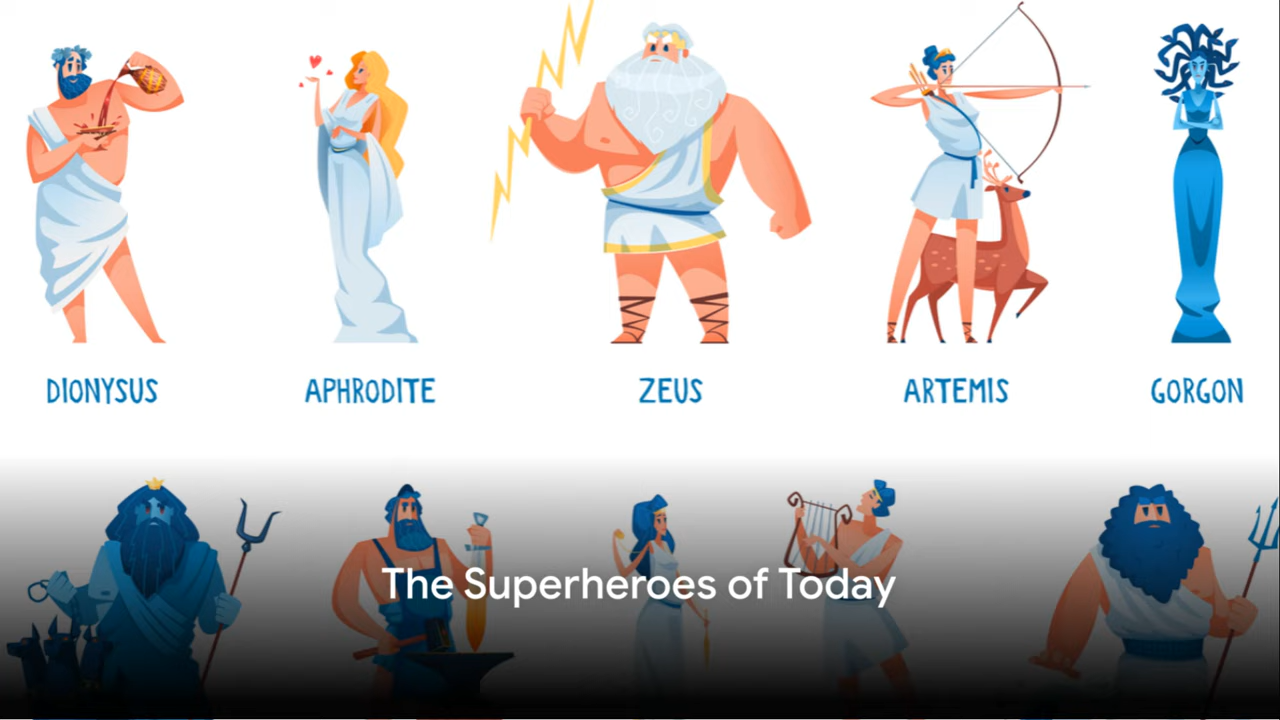 DIONYSUS
APHRODITE
ZEUS
ARTEMIS
GORGON
The Superheroes of Today